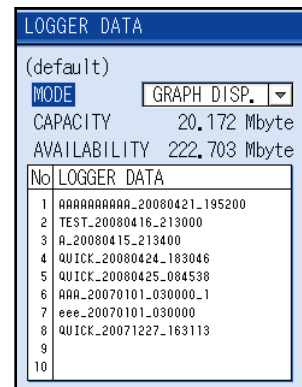 LOGGER DATA
(default)
MODE GRAPH DISP.
CAPACITY 20.172 Mbyte
AVAILABILITY 222.703 Mbyte
No LOGGER DATA
1 AAAAAAAAAA_20080421_195200
2 TEST_20080416_213000
3 A_20080415_213400
4 QUICK_20080424_183046
5 QUICK_20080425_084538
6 AAA_20070101_030000_1
7 eee_20070101_030000
8 QUICK_20071227_163113
9
10